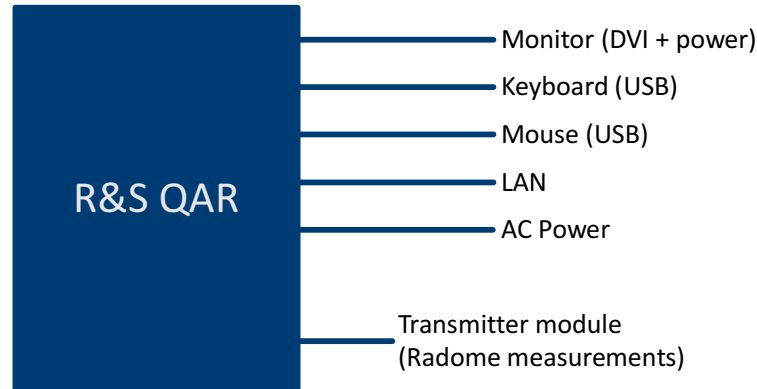 R&S QAR
Monitor (DVI + power)
Keyboard (USB)
Mouse (USB)
LAN
AC Power
Transmitter module
(Radome measurements)